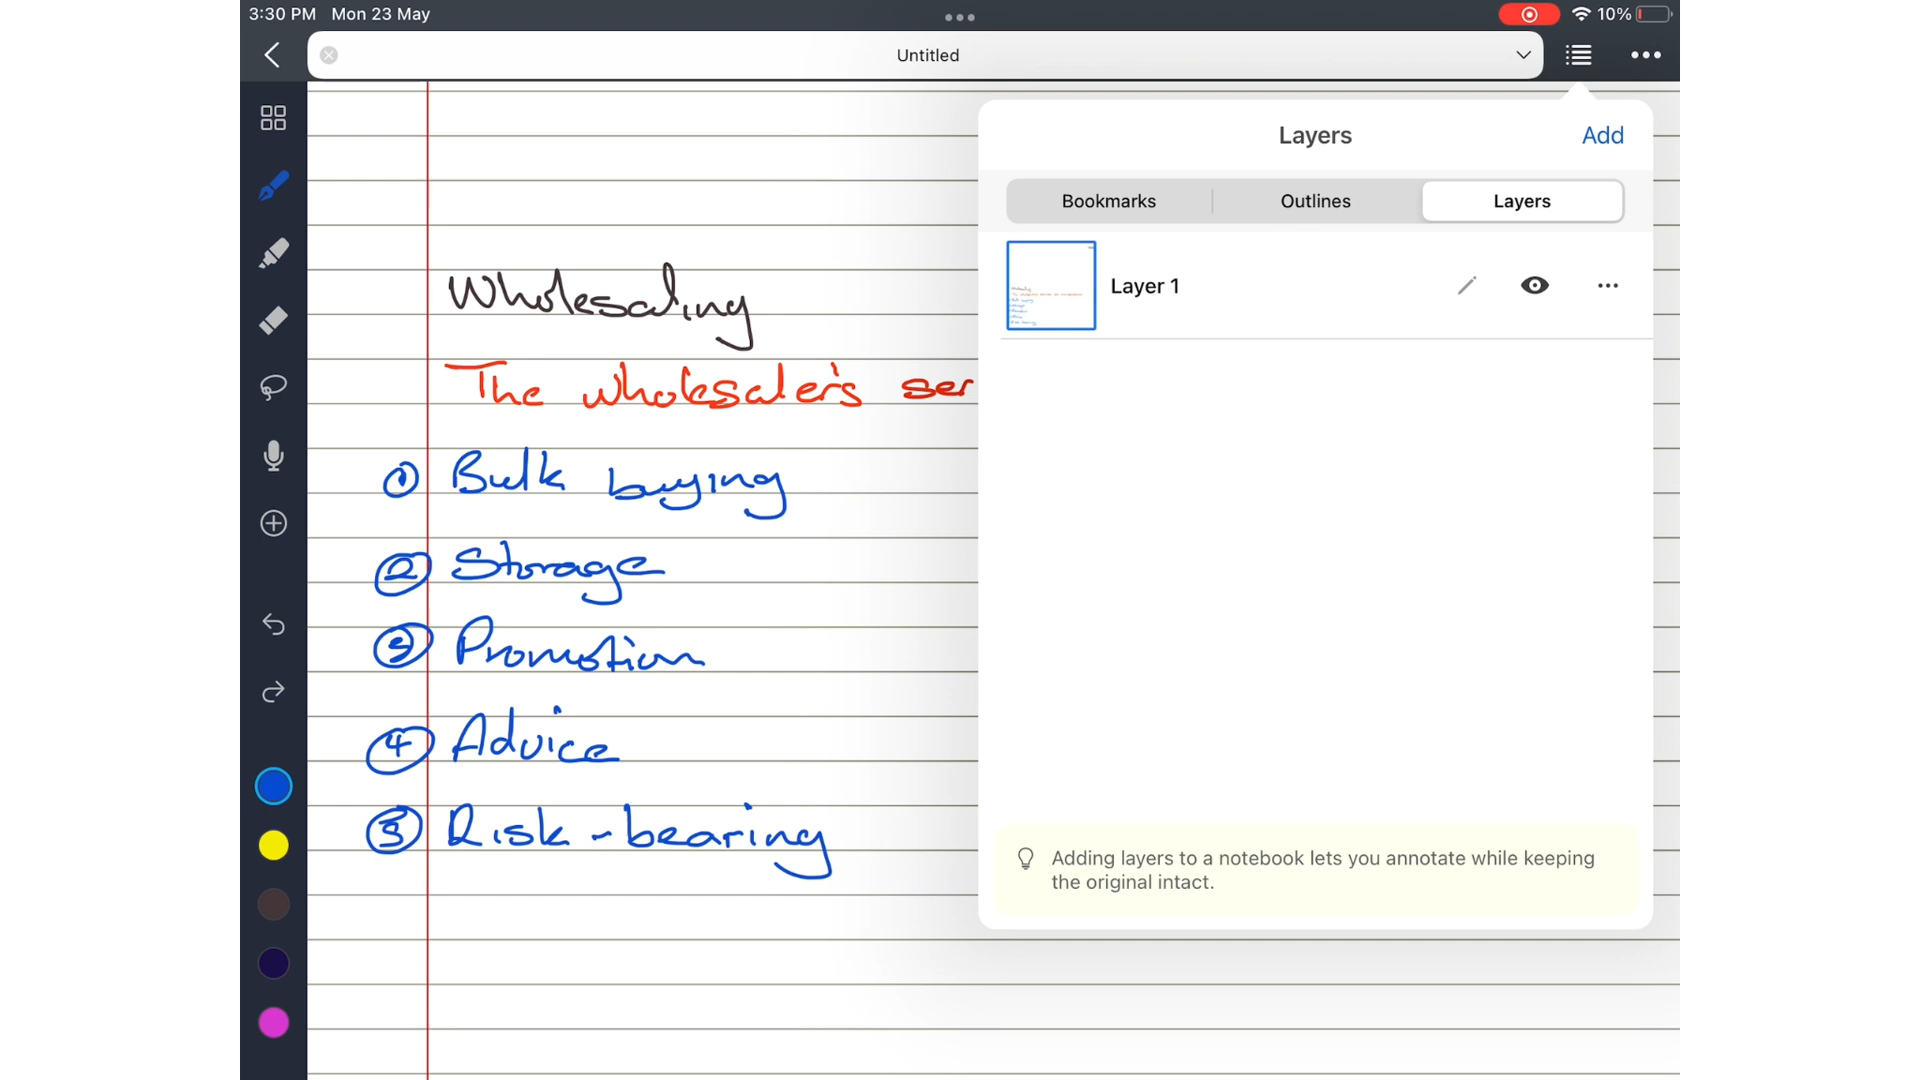 3:30 PM Mon 23 May
10%
Untitled
Layers
Add
Bookmarks Outlines Layers
Layer 1
Adding layers to a notebook lets you annotate while keeping
the original intact.
Wholesaling
The wholesaler's ser
① Bulk buying
② Storage
③ Promotion
④ Advice
⑤ Risk-bearing